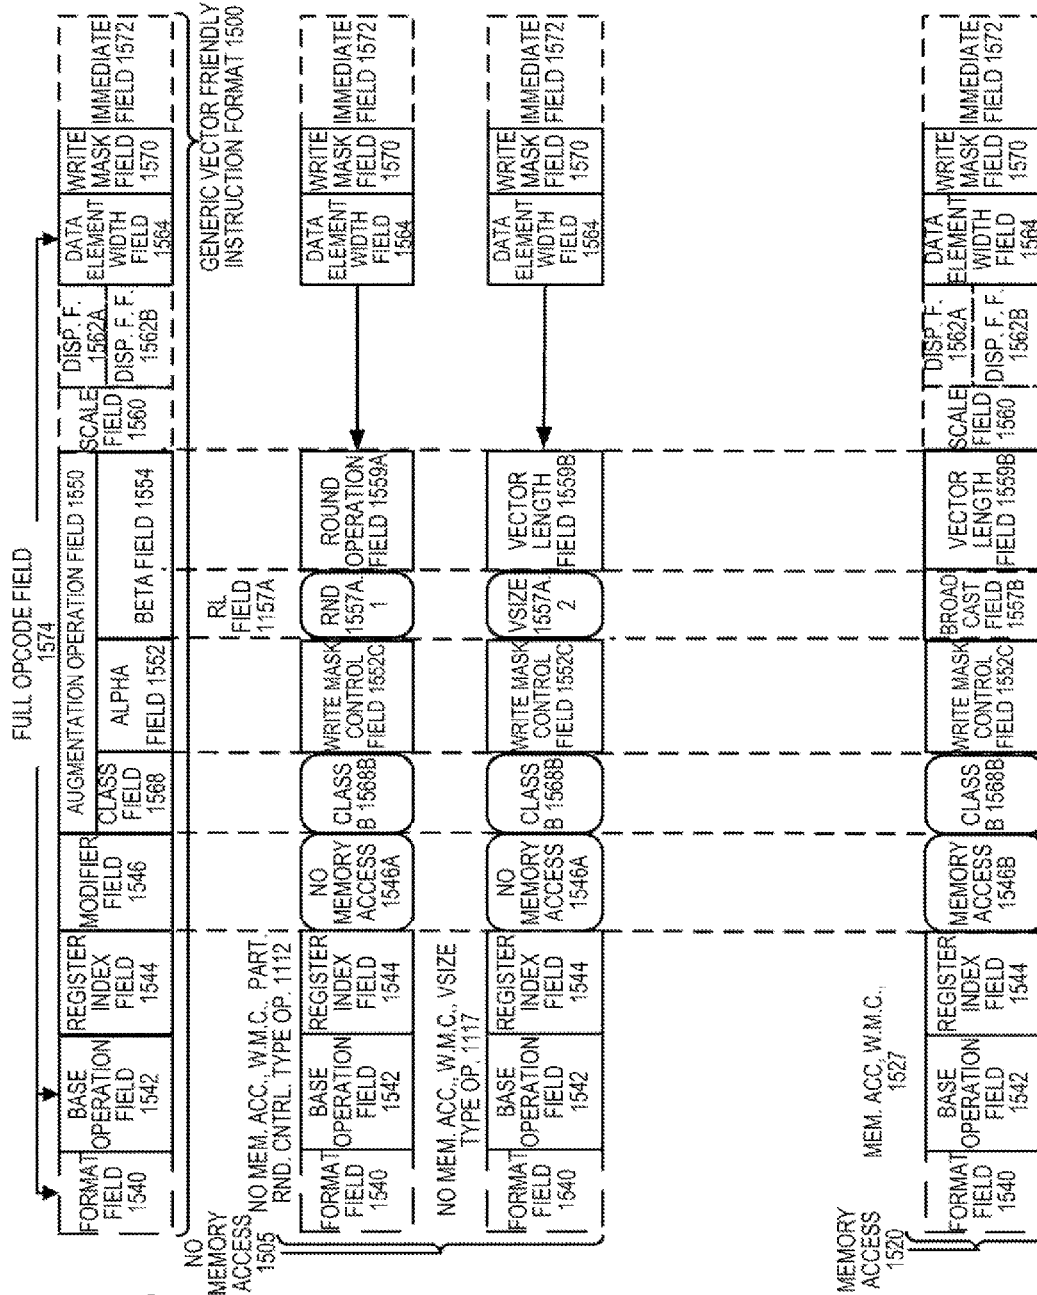 FULL OPCODE FIELD
1574
FORMAT
FIELD
1540
BASE
OPERATION
FIELD
1542
REGISTER
INDEX
FIELD
1544
MODIFIER
FIELD
1546
AUGMENTATION OPERATION FIELD 1550
CLASS
FIELD
1568
ALPHA
FIELD 1552
BETA FIELD 1554
SCALE
FIELD
1560
DISP. F.
1562A
DISP. F. F.
1562B
DATA
ELEMENT
WIDTH
FIELD
1564
WRITE
MASK
FIELD
1570
IMMEDIATE
FIELD 1572
GENERIC VECTOR FRIENDLY
INSTRUCTION FORMAT 1500
NO
MEMORY
ACCESS
1505
NO MEM. ACC., W.M.C., PART.
RND. CNTRL. TYPE OP. 1112
RL
FIELD
1157A
FORMAT
FIELD
1540
BASE
OPERATION
FIELD
1542
REGISTER
INDEX
FIELD
1544
NO
MEMORY
ACCESS
1546A
CLASS
B 1568B
WRITE MASK
CONTROL
FIELD 1552C
RND
1557A.
1
ROUND
OPERATION
FIELD 1559A
DATA
ELEMENT
WIDTH
FIELD
1564
WRITE
MASK
FIELD
1570
IMMEDIATE
FIELD 1572
NO MEM. ACC., W.M.C., VSIZE
TYPE OP. 1117
FORMAT
FIELD
1540
BASE
OPERATION
FIELD
1542
REGISTER
INDEX
FIELD
1544
NO
MEMORY
ACCESS
1546A
CLASS
B 1568B
WRITE MASK
CONTROL
FIELD 1552C
VSIZE
1557A.
2
VECTOR
LENGTH
FIELD 1559B
DATA
ELEMENT
WIDTH
FIELD
1564
WRITE
MASK
FIELD
1570
IMMEDIATE
FIELD 1572
MEMORY
ACCESS
1520
MEM. ACC, W.M.C.,
1527
FORMAT
FIELD
1540
BASE
OPERATION
FIELD
1542
REGISTER
INDEX
FIELD
1544
MEMORY
ACCESS
1546B
CLASS
B 1568B
WRITE MASK
CONTROL
FIELD 1552C
BROAD
CAST
FIELD
1557B
VECTOR
LENGTH
FIELD 1559B
SCALE
FIELD
1560
DISP. F.
1562A
DISP. F. F.
1562B
DATA
ELEMENT
WIDTH
FIELD
1564
WRITE
MASK
FIELD
1570
IMMEDIATE
FIELD 1572